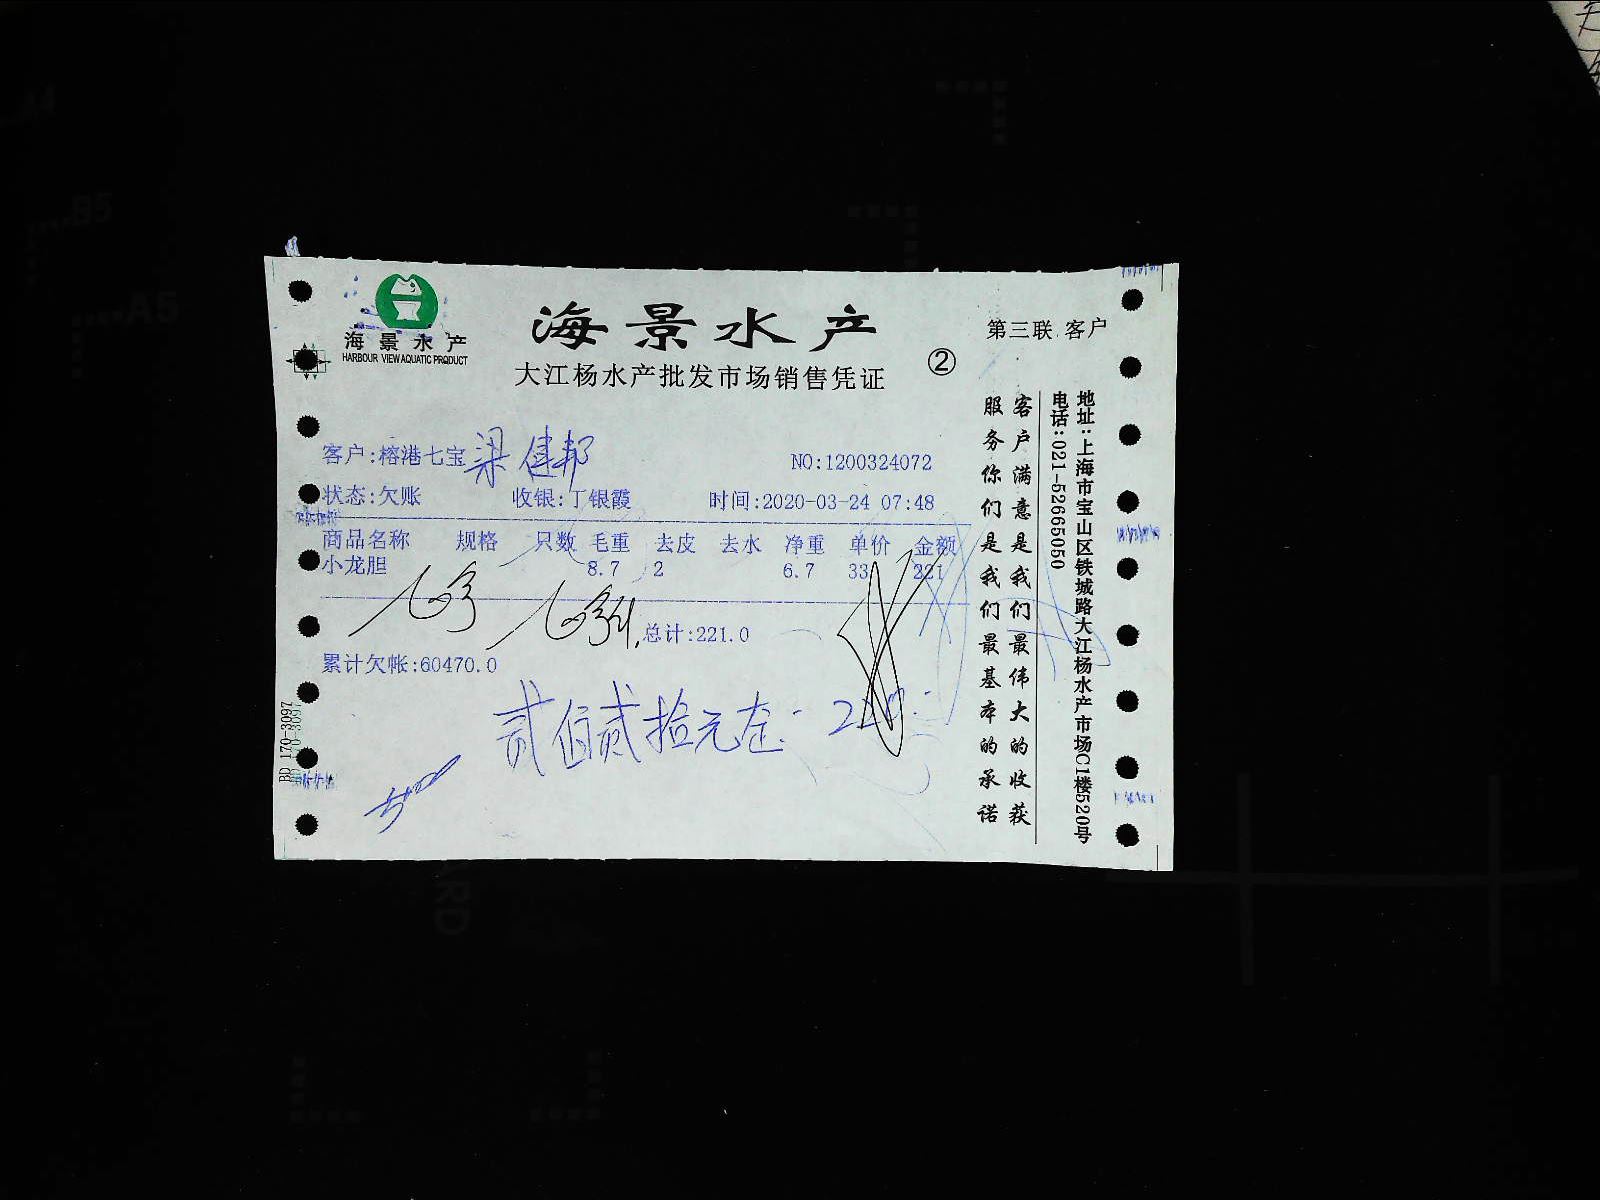 海景水产
HARBOUR VIEW AQUATIC PRODUCT
海景水产
大江杨水产批发市场销售凭证
②
第三联.客户
客户:榕港七宝 梁健邦
NO:1200324072
状态:欠账 收银:丁银霞 时间:2020-03-24 07:48
商品名称 规格 只数 毛重 去皮 去水 净重 单价 金额
小龙胆 8.7 2 6.7 33 221
总计:221.0
累计欠帐:60470.0
贰佰贰拾元
BD 170-3097
客户满意是我们最伟大的收获
服务你们是我们最基本的承诺
地址:上海市宝山区铁城路大江杨水产市场C1楼520号
电话:021-52665050